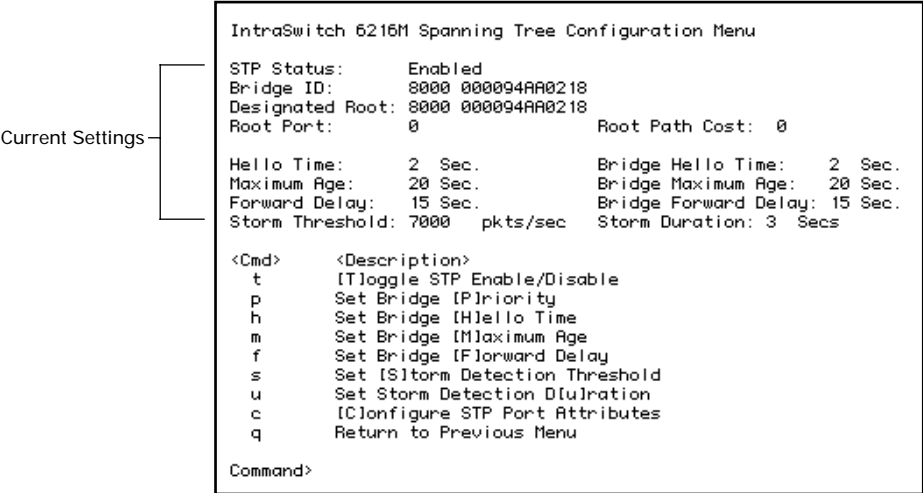 IntraSwitch 6216M Spanning Tree Configuration Menu
STP Status: Enabled
Bridge ID: 8000 000094AA0218
Designated Root: 8000 000094AA0218
Root Port: 0 Root Path Cost: 0
Current Settings
Hello Time: 2 Sec. Bridge Hello Time: 2 Sec.
Maximum Age: 20 Sec. Bridge Maximum Age: 20 Sec.
Forward Delay: 15 Sec. Bridge Forward Delay: 15 Sec.
Storm Threshold: 7000 pkts/sec Storm Duration: 3 Secs
<Cmd> <Description>
t [T]oggle STP Enable/Disable
p Set Bridge [P]riority
h Set Bridge [H]ello Time
m Set Bridge [M]aximum Age
f Set Bridge [F]orward Delay
s Set [S]torm Detection Threshold
u Set Storm Detection D[u]ration
c [C]onfigure STP Port Attributes
q Return to Previous Menu
Command>